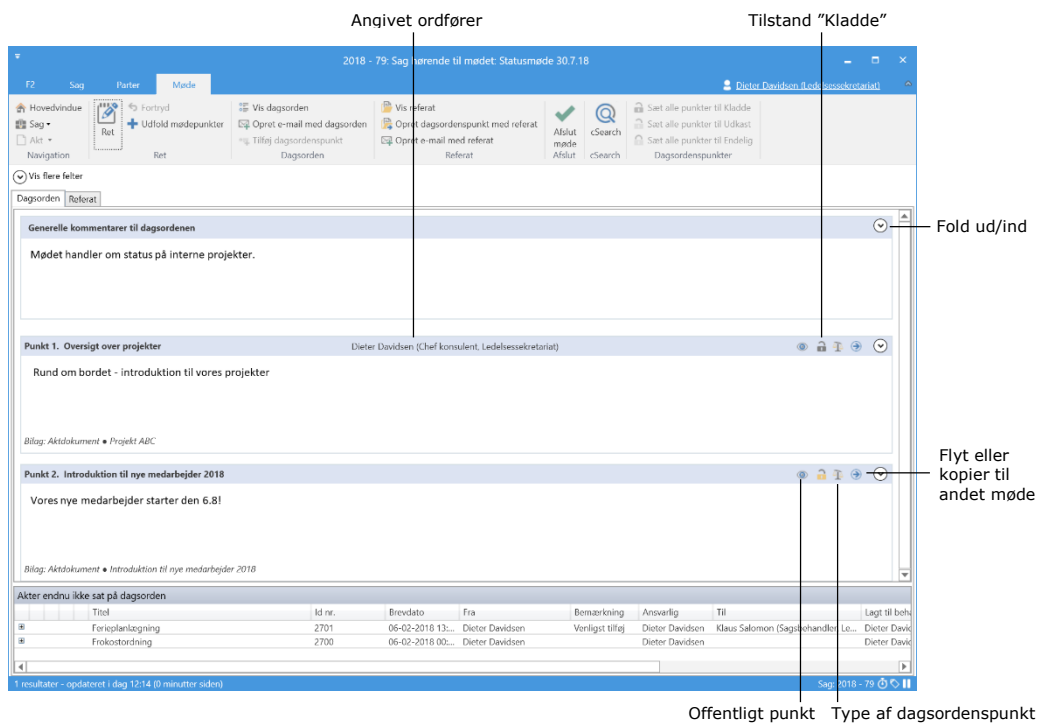 Angivet ordfører
Tilstand ”Kladde”
2018 - 79: Sag hørende til mødet: Statusmøde 30.7.18
F2 Sag Parter Møde
Dieter Davidsen (Ledelsessekretariat)
Hovedvindue
Sag
Akt
Navigation
Ret
Fortryd
Udfold mødepunkter
Ret
Vis dagsorden
Opret e-mail med dagsorden
Tilføj dagsordenspunkt
Dagsorden
Vis referat
Opret dagsordenspunkt med referat
Opret e-mail med referat
Referat
Afslut
møde
Afslut
cSearch
cSearch
Sæt alle punkter til Kladde
Sæt alle punkter til Udkast
Sæt alle punkter til Endelig
Dagsordenspunkter
Vis flere felter
Dagsorden Referat
Generelle kommentarer til dagsordenen
Fold ud/ind
Mødet handler om status på interne projekter.
Punkt 1. Oversigt over projekter Dieter Davidsen (Chef konsulent, Ledelsessekretariat)
Rund om bordet - introduktion til vores projekter
Bilag: Aktdokument • Projekt ABC
Punkt 2. Introduktion til nye medarbejder 2018
Flyt eller
kopier til
andet møde
Vores nye medarbejder starter den 6.8!
Bilag: Aktdokument • Introduktion til nye medarbejder 2018
Akter endnu ikke sat på dagsorden
Titel Id nr. Brevdato Fra Bemærkning Ansvarlig Til Lagt til beha
Ferieplanlægning 2701 06-02-2018 13:... Dieter Davidsen Venligst tilføj Dieter Davidsen Klaus Salomon (Sagsbehandler, Le... Dieter David
Frokostordning 2700 06-02-2018 00:... Dieter Davidsen Dieter Davidsen Dieter David
1 resultater - opdateret i dag 12:14 (0 minutter siden) Sag: 2018 - 79
Offentligt punkt Type af dagsordenspunkt